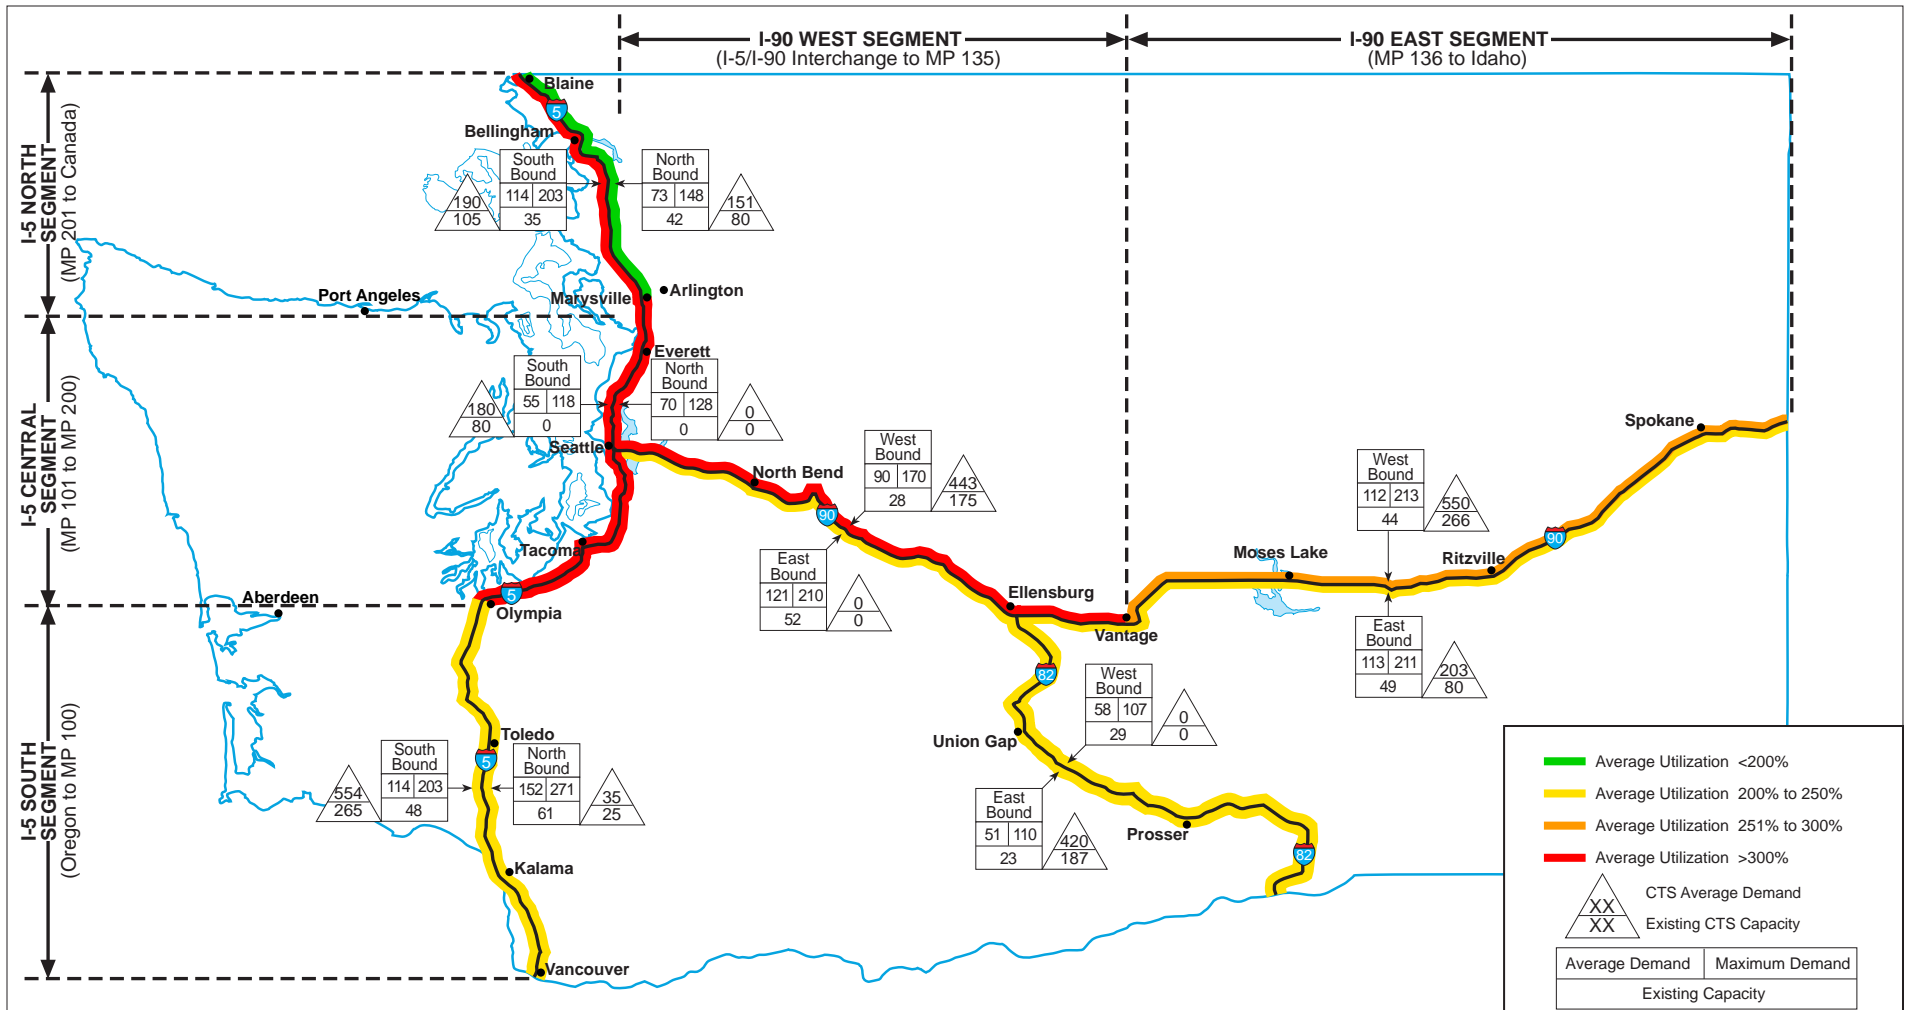 I-90 WEST SEGMENT
(I-5/I-90 Interchange to MP 135)
I-90 EAST SEGMENT
(MP 136 to Idaho)
I-5 NORTH
SEGMENT
(MP 201 to Canada)
I-5 CENTRAL
SEGMENT
(MP 101 to MP 200)
I-5 SOUTH
SEGMENT
(Oregon to MP 100)
Blaine
5
Bellingham
South
Bound
114 203
35
190
105
North
Bound
73 148
42
151
80
Port Angeles
Marysville
Arlington
Everett
South
Bound
55 118
0
180
80
North
Bound
70 128
0
0
0
Seattle
North Bend
90
West
Bound
90 170
28
443
175
East
Bound
121 210
52
0
0
Tacoma
5
Olympia
Aberdeen
Ellensburg
Vantage
Moses Lake
Ritzville
90
Spokane
West
Bound
112 213
44
550
266
East
Bound
113 211
49
203
80
82
Union Gap
West
Bound
58 107
29
0
0
East
Bound
51 110
23
420
187
Prosser
82
Toledo
5
South
Bound
114 203
48
554
265
North
Bound
152 271
61
35
25
Kalama
Vancouver
Average Utilization <200%
Average Utilization 200% to 250%
Average Utilization 251% to 300%
Average Utilization >300%
XX
XX
CTS Average Demand
Existing CTS Capacity
Average Demand Maximum Demand
Existing Capacity